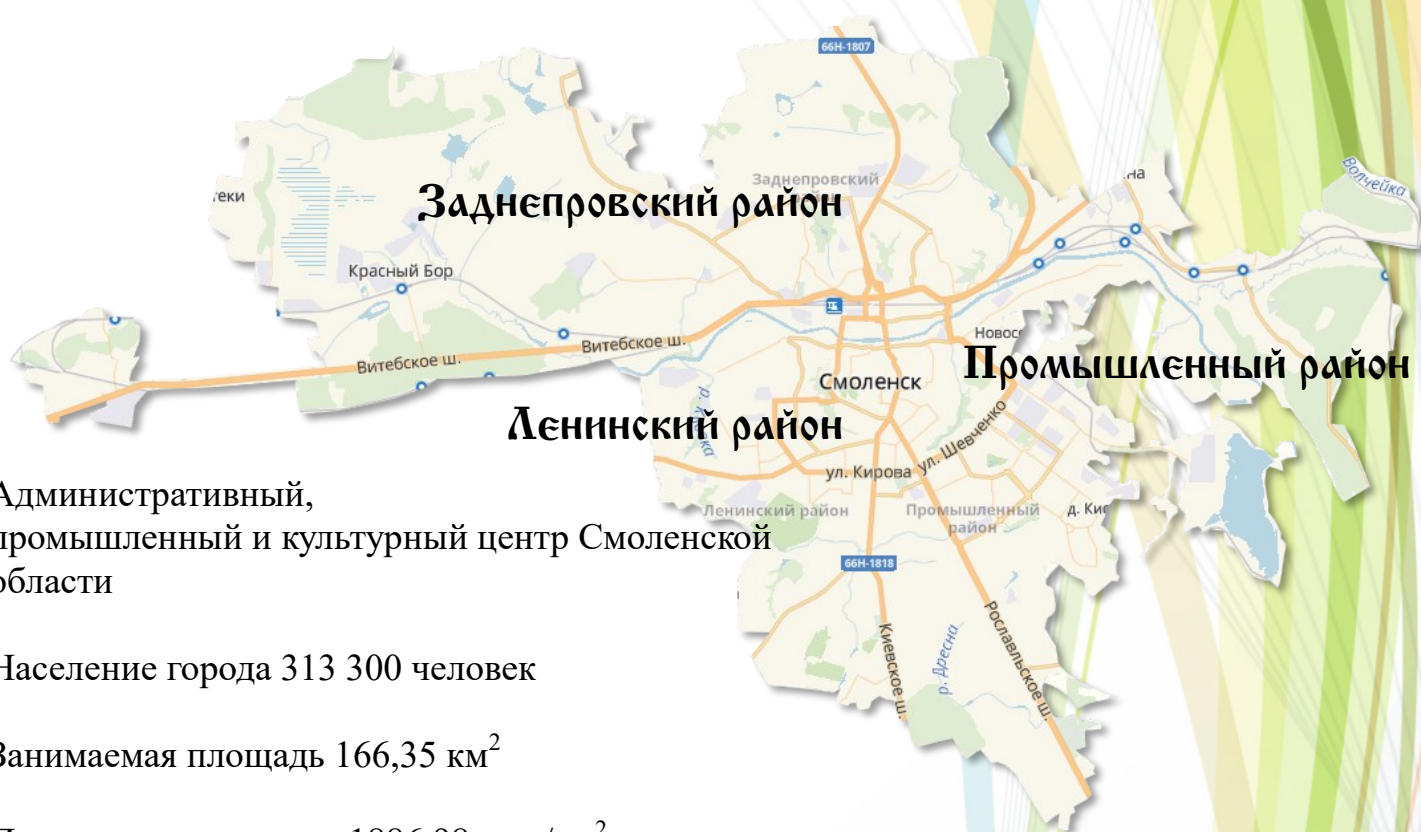 66Н-1807
Заднепровский
Заднепровский район
Волчейка
Красный Бор
Витебское ш.
Витебское ш.
Промышленный район
Смоленск
Ленинский район
ул. Шевченко
ул. Кирова
Ленинский район
Промышленный
район
66Н-1818
Киевское ш.
р. Дресна
Рославльское ш.
Административный,
промышленный и культурный центр Смоленской
области
Население города 313 300 человек
Занимаемая площадь 166,35 км²